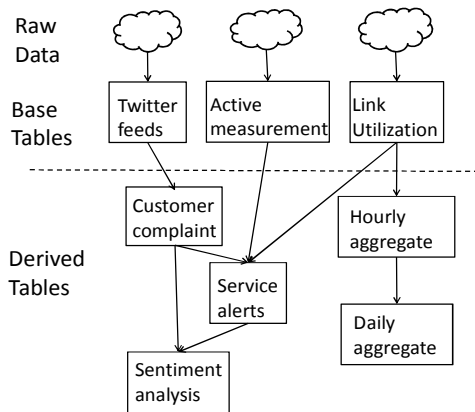 Raw
Data
Base
Tables
Twitter
feeds
Active
measurement
Link
Utilization
Derived
Tables
Customer
complaint
Service
alerts
Sentiment
analysis
Hourly
aggregate
Daily
aggregate